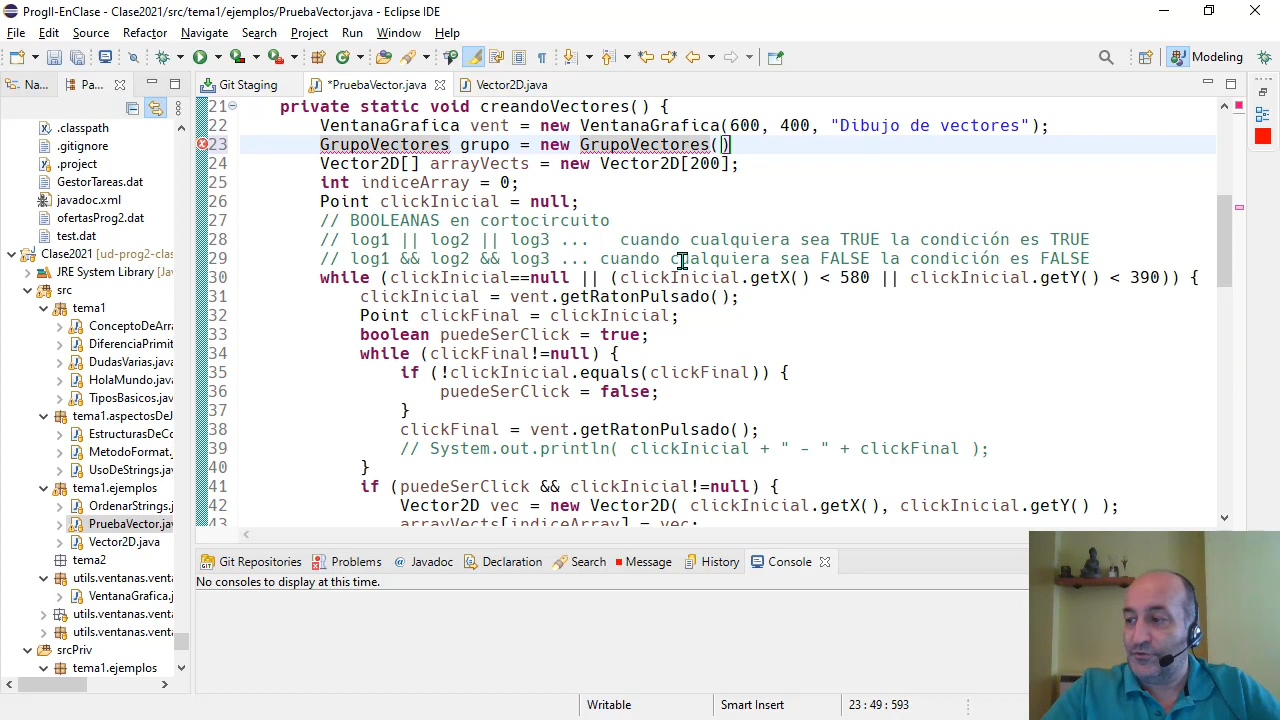 ProgII-EnClase - Clase2021/src/tema1/ejemplos/PruebaVector.java - Eclipse IDE
File Edit Source Refactor Navigate Search Project Run Window Help
Modeling
Na... Pa... Git Staging *PruebaVector.java Vector2D.java
.classpath
.gitignore
.project
GestorTareas.dat
javadoc.xml
ofertasProg2.dat
test.dat
Clase2021 [ud-prog2-clase
JRE System Library [
src
tema1
ConceptoDeArra
DiferenciaPrimit
DudasVarias.java
HolaMundo.java
TiposBasicos.java
tema1.aspectosDeJ
EstructurasDeCo
MetodoFormat.j
UsoDeStrings.jav
tema1.ejemplos
OrdenarStrings.j
PruebaVector.jav
Vector2D.java
tema2
utils.ventanas.venta
VentanaGrafica.j
utils.ventanas.venta
utils.ventanas.venta
srcPriv
tema1.ejemplos
21 private static void creandoVectores() {
22 VentanaGrafica vent = new VentanaGrafica(600, 400, "Dibujo de vectores");
23 GrupoVectores grupo = new GrupoVectores()
24 Vector2D[] arrayVects = new Vector2D[200];
25 int indiceArray = 0;
26 Point clickInicial = null;
27 // BOOLEANAS en cortocircuito
28 // log1 || log2 || log3 ... cuando cualquiera sea TRUE la condición es TRUE
29 // log1 && log2 && log3 ... cuando cualquiera sea FALSE la condición es FALSE
30 while (clickInicial==null || (clickInicial.getX() < 580 || clickInicial.getY() < 390)) {
31 clickInicial = vent.getRatonPulsado();
32 Point clickFinal = clickInicial;
33 boolean puedeSerClick = true;
34 while (clickFinal!=null) {
35 if (!clickInicial.equals(clickFinal)) {
36 puedeSerClick = false;
37 }
38 clickFinal = vent.getRatonPulsado();
39 // System.out.println( clickInicial + " - " + clickFinal );
40 }
41 if (puedeSerClick && clickInicial!=null) {
42 Vector2D vec = new Vector2D( clickInicial.getX(), clickInicial.getY() );
43 arrayVects[indiceArray] = vec;
Git Repositories Problems @ Javadoc Declaration Search Message History Console
No consoles to display at this time.
Writable Smart Insert 23 : 49 : 593